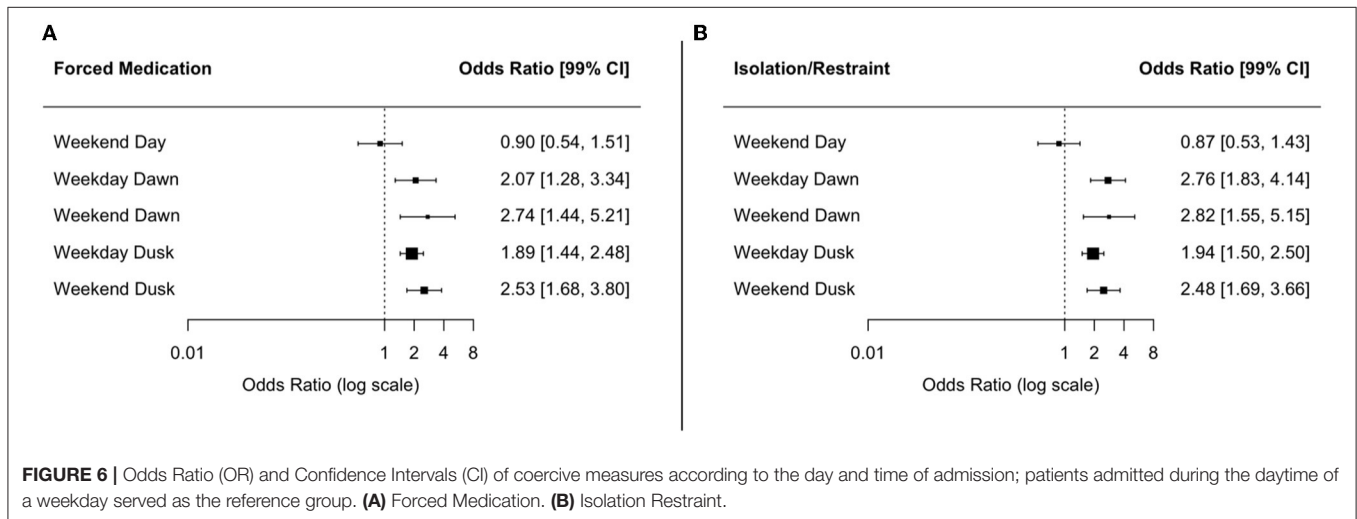 A
Forced Medication Odds Ratio [99% CI]
Weekend Day 0.90 [0.54, 1.51]
Weekday Dawn 2.07 [1.28, 3.34]
Weekend Dawn 2.74 [1.44, 5.21]
Weekday Dusk 1.89 [1.44, 2.48]
Weekend Dusk 2.53 [1.68, 3.80]
0.01 1 2 4 8
Odds Ratio (log scale)
B
Isolation/Restraint Odds Ratio [99% CI]
Weekend Day 0.87 [0.53, 1.43]
Weekday Dawn 2.76 [1.83, 4.14]
Weekend Dawn 2.82 [1.55, 5.15]
Weekday Dusk 1.94 [1.50, 2.50]
Weekend Dusk 2.48 [1.69, 3.66]
0.01 1 2 4 8
Odds Ratio (log scale)
FIGURE 6 | Odds Ratio (OR) and Confidence Intervals (CI) of coercive measures according to the day and time of admission; patients admitted during the daytime of
a weekday served as the reference group. (A) Forced Medication. (B) Isolation Restraint.